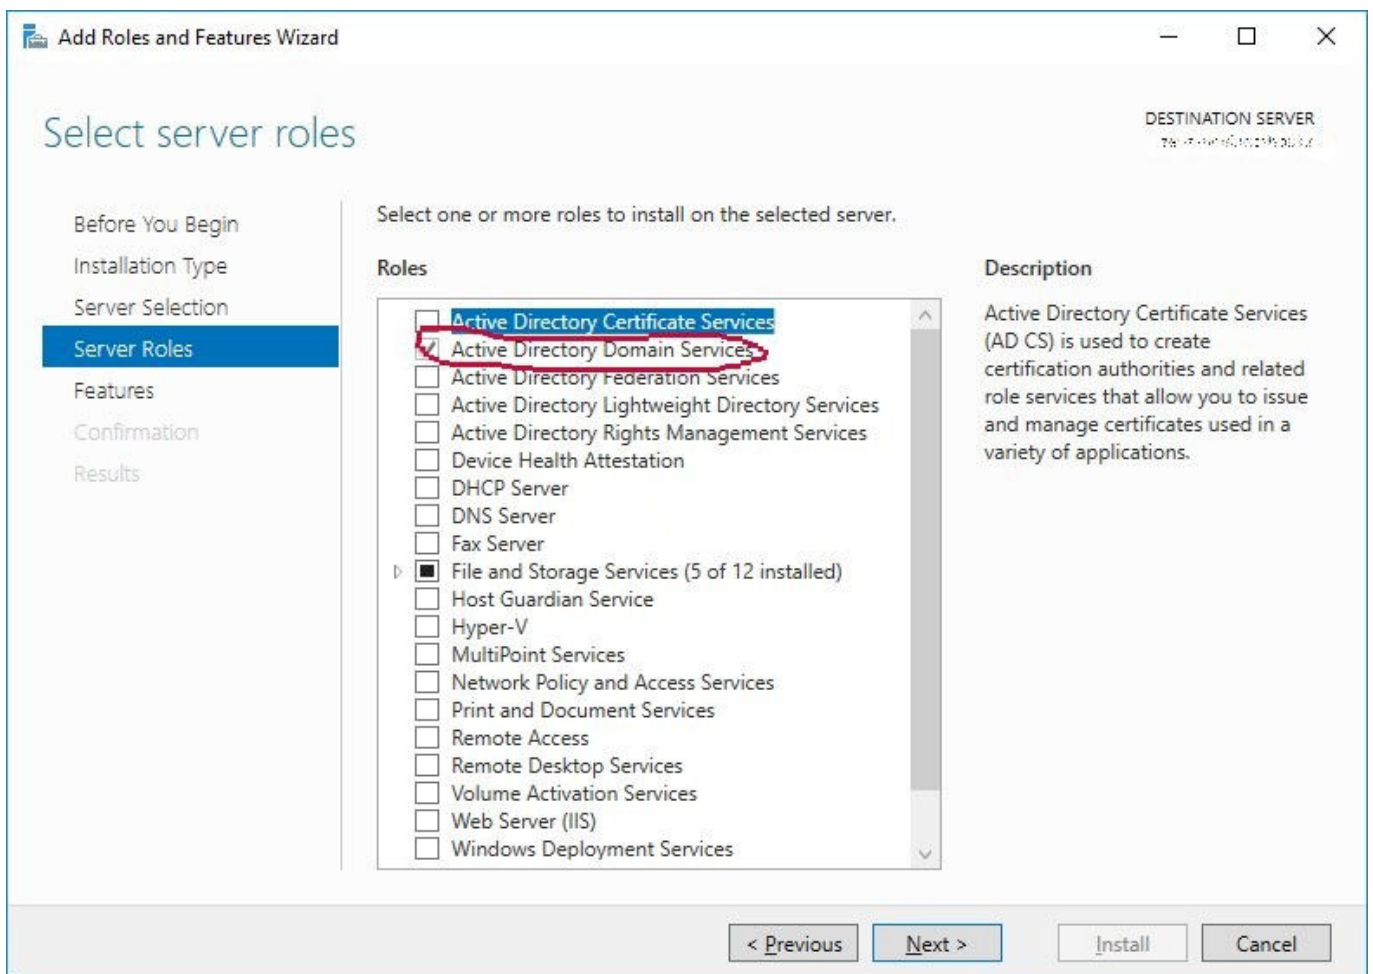 Add Roles and Features Wizard
Select server roles
DESTINATION SERVER
Before You Begin
Installation Type
Server Selection
Server Roles
Features
Confirmation
Results
Select one or more roles to install on the selected server.
Roles
Active Directory Certificate Services
Active Directory Domain Services
Active Directory Federation Services
Active Directory Lightweight Directory Services
Active Directory Rights Management Services
Device Health Attestation
DHCP Server
DNS Server
Fax Server
File and Storage Services (5 of 12 installed)
Host Guardian Service
Hyper-V
MultiPoint Services
Network Policy and Access Services
Print and Document Services
Remote Access
Remote Desktop Services
Volume Activation Services
Web Server (IIS)
Windows Deployment Services
Description
Active Directory Certificate Services
(AD CS) is used to create
certification authorities and related
role services that allow you to issue
and manage certificates used in a
variety of applications.
< Previous
Next >
Install
Cancel